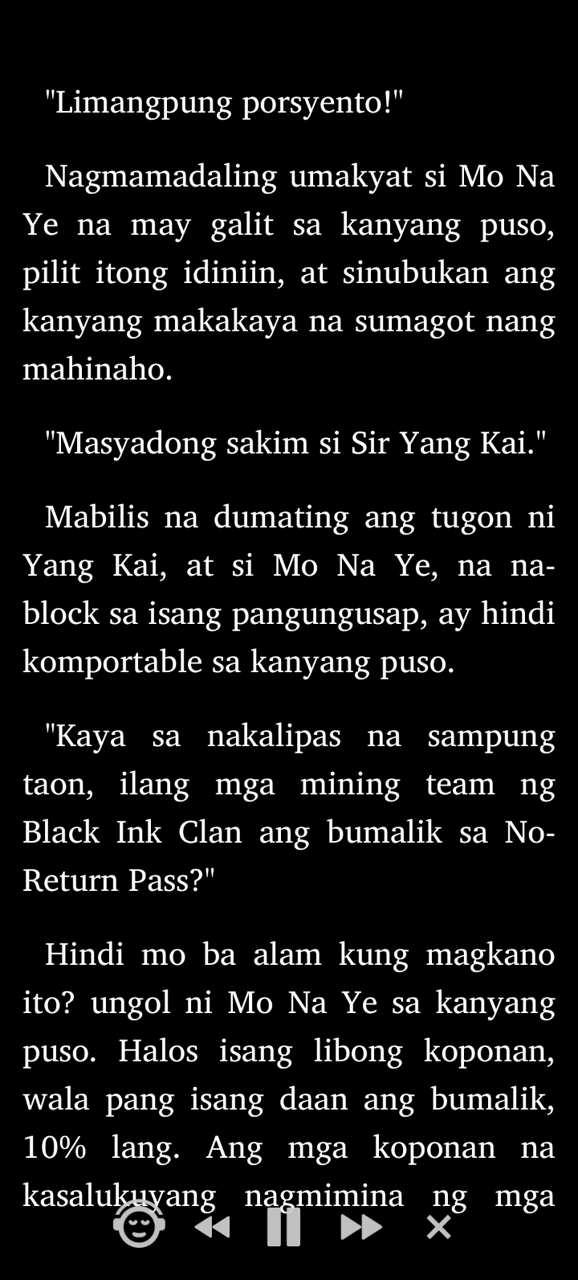 "Limangpung porsyento!"
Nagmamadaling umakyat si Mo Na
Ye na may galit sa kanyang puso,
pilit itong idiniin, at sinubukan ang
kanyang makakaya na sumagot nang
mahinaho.
"Masyadong sakim si Sir Yang Kai."
Mabilis na dumating ang tugon ni
Yang Kai, at si Mo Na Ye, na na-
block sa isang pangungusap, ay hindi
komportable sa kanyang puso.
"Kaya sa nakalipas na sampung
taon, ilang mga mining team ng
Black Ink Clan ang bumalik sa No-
Return Pass?"
Hindi mo ba alam kung magkano
ito? ungol ni Mo Na Ye sa kanyang
puso. Halos isang libong koponan,
wala pang isang daan ang bumalik,
10% lang. Ang mga koponan na
kasalukuyang nagmimina ng mga